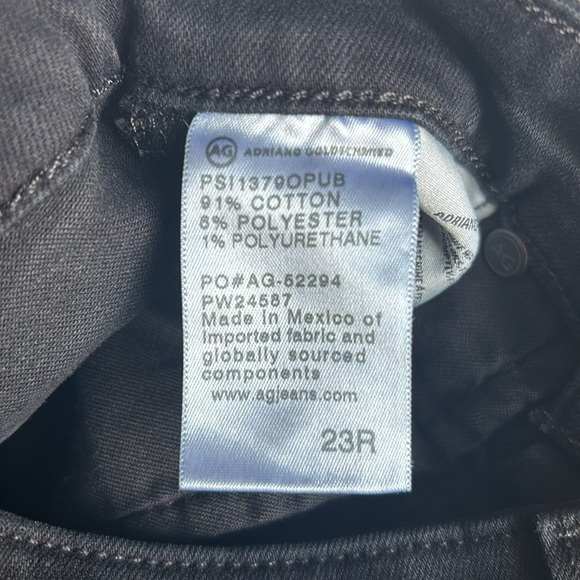 AG ADRIANO GOLDSCHMIED
PSI1379OPUB
91% COTTON
8% POLYESTER
1% POLYURETHANE
PO#AG-52294
PW24587
Made in Mexico of
imported fabric and
globally sourced
components
www.agjeans.com
23R
ADRIANO